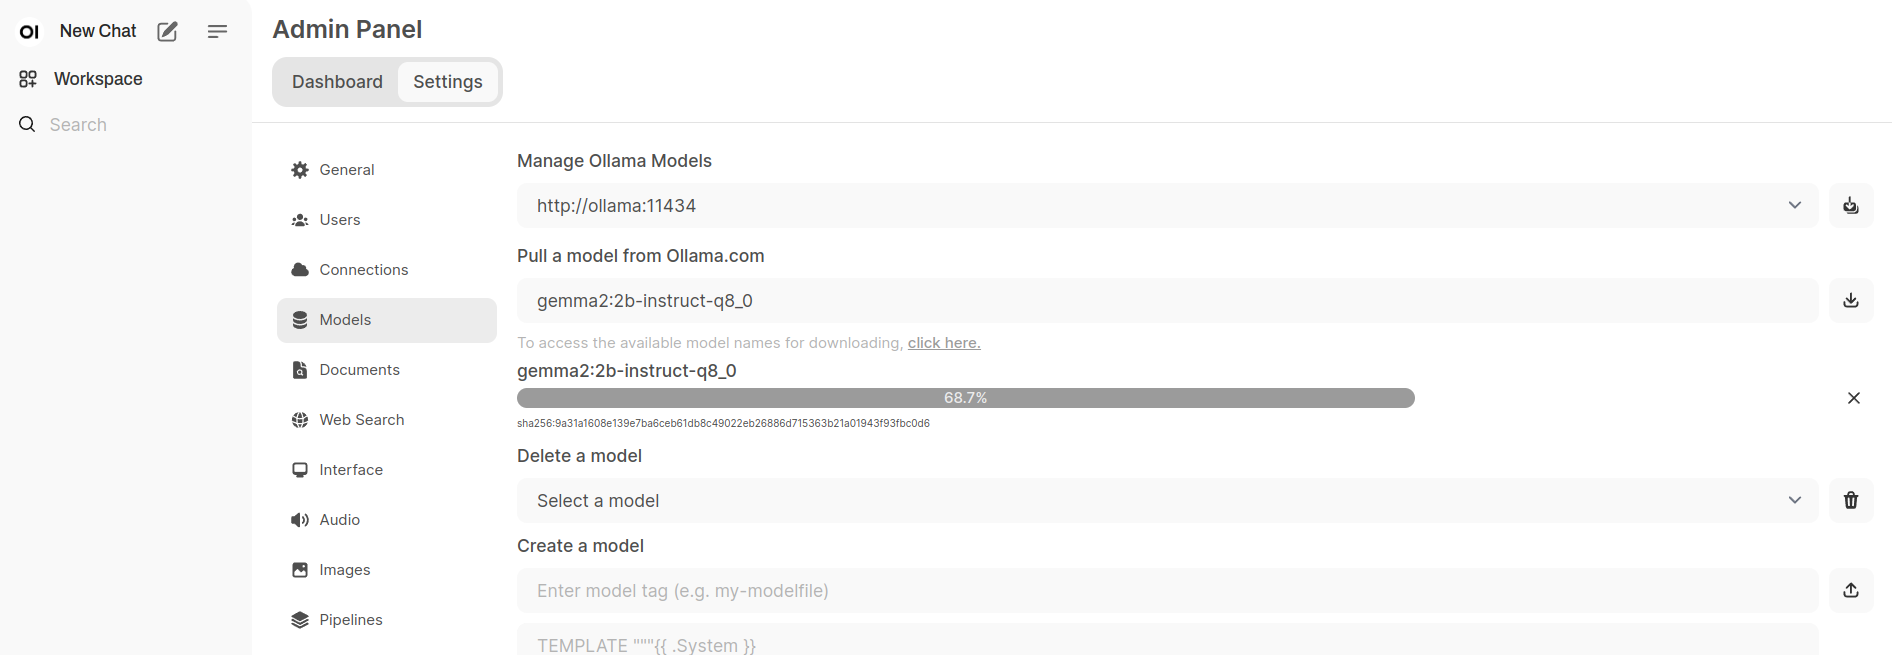 OI New Chat
Workspace
Search
Admin Panel
Dashboard Settings
General
Users
Connections
Models
Documents
Web Search
Interface
Audio
Images
Pipelines
Manage Ollama Models
http://ollama:11434
Pull a model from Ollama.com
gemma2:2b-instruct-q8_0
To access the available model names for downloading, click here.
gemma2:2b-instruct-q8_0
68.7%
sha256:9a31a1608e139e7ba6ceb61db8c49022eb26886d715363b21a01943f93fbc0d6
Delete a model
Select a model
Create a model
Enter model tag (e.g. my-modelfile)
TEMPLATE """{{ .System }}